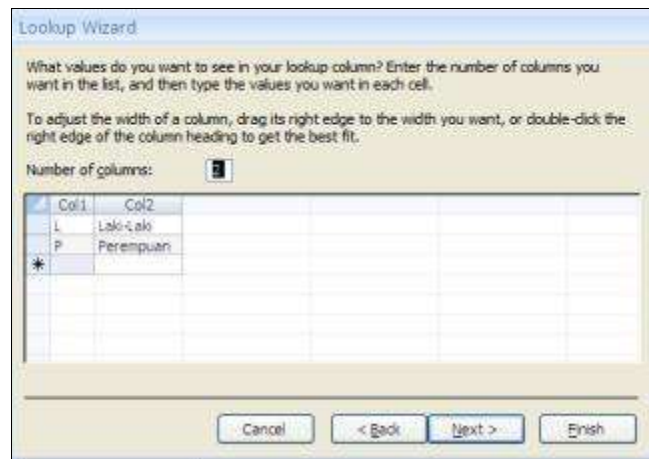 Lookup Wizard
What values do you want to see in your lookup column? Enter the number of columns you
want in the list, and then type the values you want in each cell.
To adjust the width of a column, drag its right edge to the width you want, or double-click the
right edge of the column heading to get the best fit.
Number of columns: 2
Col1 Col2
L Laki-Laki
P Perempuan
Cancel < Back Next > Finish